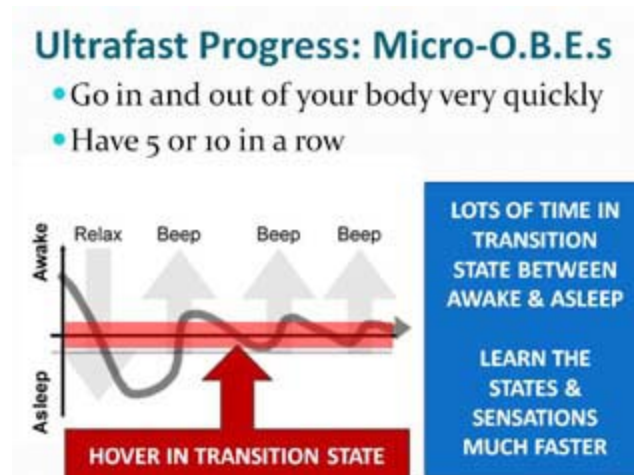 Ultrafast Progress: Micro-O.B.E.s
• Go in and out of your body very quickly
• Have 5 or 10 in a row
Awake
Relax
Beep
Beep
Beep
Asleep
HOVER IN TRANSITION STATE
LOTS OF TIME IN
TRANSITION
STATE BETWEEN
AWAKE & ASLEEP
LEARN THE
STATES &
SENSATIONS
MUCH FASTER